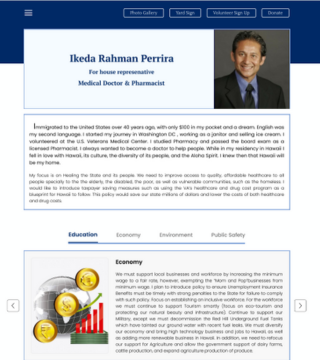 Photo Gallery
Yard Sign
Volunteer Sign Up
Donate
Ikeda Rahman Perrira
For house represenative
Medical Doctor & Pharmacist
Immigrated to the United States over 40 years ago, with only $100 in my pocket and a dream. English was
my second language. I started my journey in Washington DC , working as a janitor and selling ice cream. I
volunteered at the U.S. Veterans Medical Center. I studied Pharmacy and passed the board exam as a
licensed Pharmacist. I always wanted to become a doctor to help people. While in my residency in Hawaii I
fell in love with Hawaii, its culture, the diversity of its people, and the Aloha Spirit. I knew then that Hawaii will
be my home.
My focus is on Healing the State and its people. We need to improve access to quality, affordable healthcare to all
people specially to the the elderly, the disabled, the poor, as well as vulnerable communities, such as the homeless. I
would like to introduce taxpayer saving measures such as using the VA's Healthcare and drug cost program as a
blueprint for Hawaii to follow. This policy would save our state millions of dollars and lower the costs of both healthcare
and drug costs.
Education
Economy
Environment
Public Safely
Economy
We must support local businesses and workforce by increasing the minimum
wage to a fair rate, however, exempting the "Mom and Pop"businesses from
minimum wage. I plan to introduce policy to ensure Unemployment Insurance
Benefits must be timely with strong penalties to the State for failure to comply
with such policy. Focus on establishing an inclusive workforce. For the workforce
we must continue to support Tourism smartly (focus on eco-tourism and
protecting our natural beauty and infrastructure). Continue to support our
Military, except we must decommission the Red Hill Underground Fuel Tanks
which have tainted our ground water with recent fuel leaks. We must diversify
our economy and bring high technology business and jobs to Hawaii, as well
as adding more renewable business in Hawaii. In addition, we need to refocus
our support for Agriculture and allow the government support of dairy farms,
cattle production, and expand agriculture production of produce.